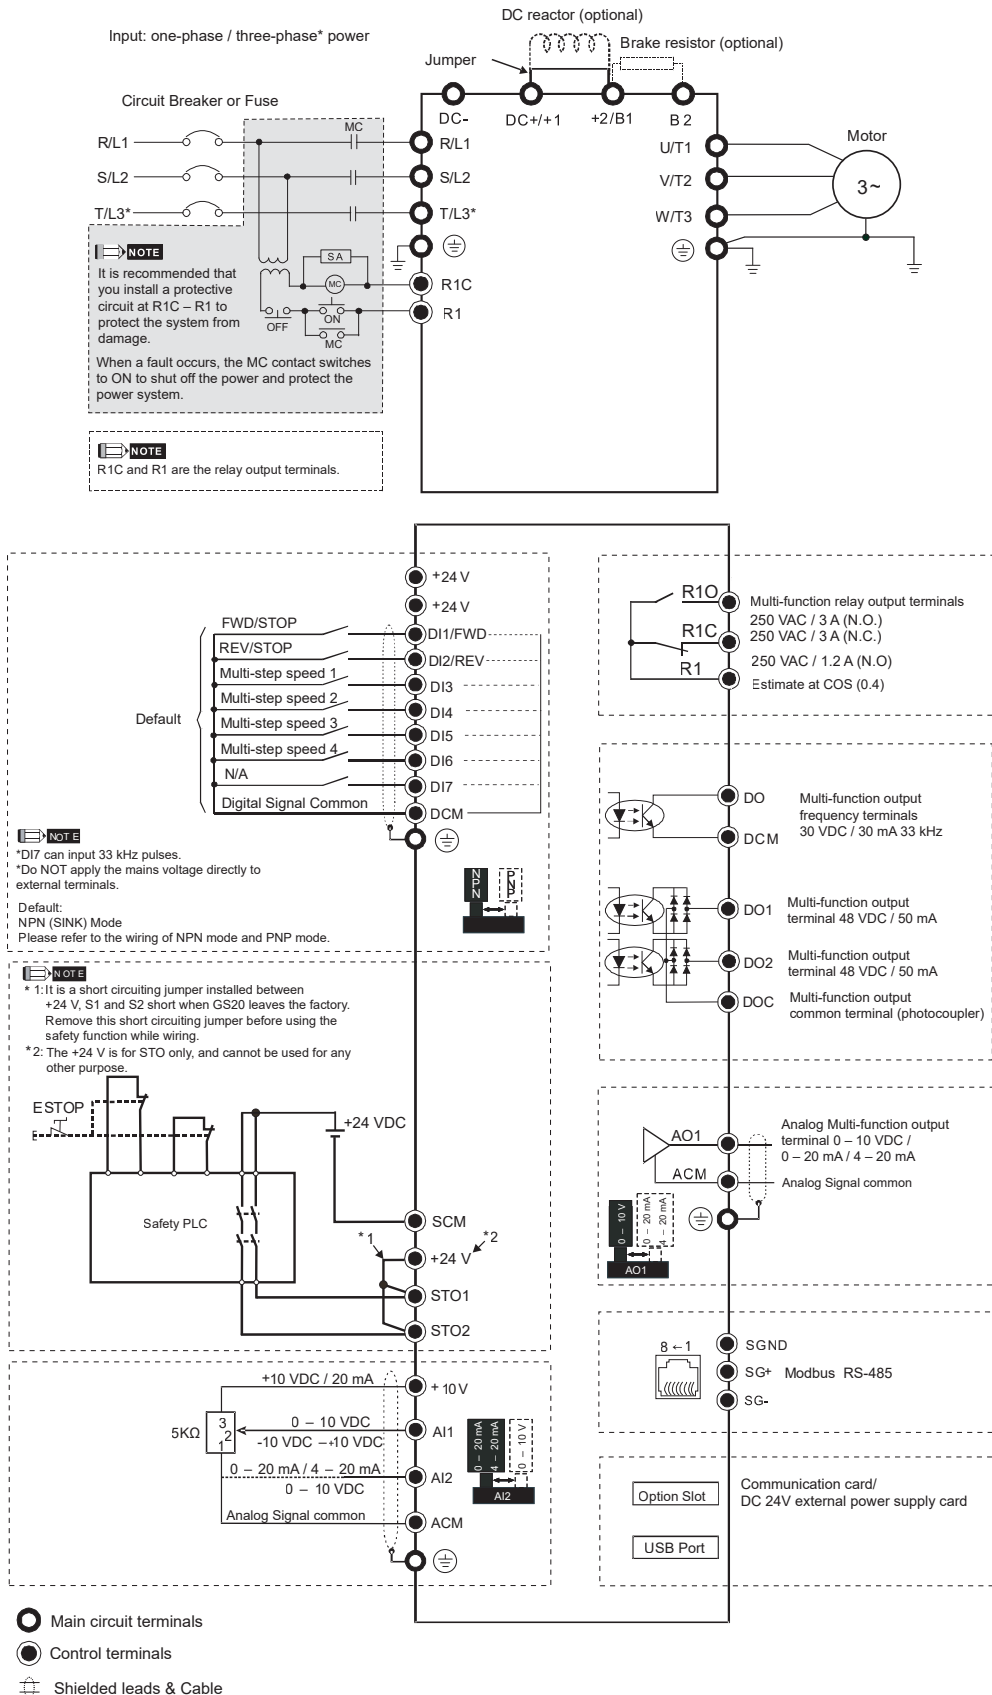 DC reactor (optional)
Input: one-phase / three-phase* power
Brake resistor (optional)
Jumper
Circuit Breaker or Fuse
DC-
DC+/+1
+2/B1
B 2
MC
R/L1
R/L1
S/L2
S/L2
T/L3*
T/L3*
U/T1
V/T2
W/T3
Motor
3~
NOTE
It is recommended that
you install a protective
circuit at R1C – R1 to
protect the system from
damage.
When a fault occurs, the MC contact switches
to ON to shut off the power and protect the
power system.
SA
MC
R1C
R1
OFF
ON
MC
NOTE
R1C and R1 are the relay output terminals.
+24 V
+24 V
FWD/STOP
DI1/FWD
REV/STOP
DI2/REV
Multi-step speed 1
DI3
Multi-step speed 2
DI4
Default
Multi-step speed 3
DI5
Multi-step speed 4
DI6
N/A
DI7
Digital Signal Common
DCM
NOTE
*DI7 can input 33 kHz pulses.
*Do NOT apply the mains voltage directly to
external terminals.
Default:
NPN (SINK) Mode
Please refer to the wiring of NPN mode and PNP mode.
NPN
PNP
R1O
R1C
R1
Multi-function relay output terminals
250 VAC / 3 A (N.O.)
250 VAC / 3 A (N.C.)
250 VAC / 1.2 A (N.O)
Estimate at COS (0.4)
DO
DCM
Multi-function output
frequency terminals
30 VDC / 30 mA 33 kHz
DO1
Multi-function output
terminal 48 VDC / 50 mA
DO2
Multi-function output
terminal 48 VDC / 50 mA
DOC
Multi-function output
common terminal (photocoupler)
NOTE
* 1: It is a short circuiting jumper installed between
+24 V, S1 and S2 short when GS20 leaves the factory.
Remove this short circuiting jumper before using the
safety function while wiring.
*2: The +24 V is for STO only, and cannot be used for any
other purpose.
ESTOP
+24 VDC
Safety PLC
SCM
*1
*2
+24 V
STO1
STO2
AO1
Analog Multi-function output
terminal 0 – 10 VDC /
0 – 20 mA / 4 – 20 mA
ACM
Analog Signal common
0 – 10 V
0 – 20 mA
4 – 20 mA
AO1
8 ←1
SGND
SG+
Modbus RS-485
SG-
+10 VDC / 20 mA
+10V
5KΩ
3
2
1
0 – 10 VDC
-10 VDC –+10 VDC
AI1
0 – 20 mA / 4 – 20 mA
0 – 10 VDC
AI2
Analog Signal common
ACM
0 – 20 mA
4 – 20 mA
0 – 10 V
AI2
Option Slot
Communication card/
DC 24V external power supply card
USB Port
Main circuit terminals
Control terminals
Shielded leads & Cable